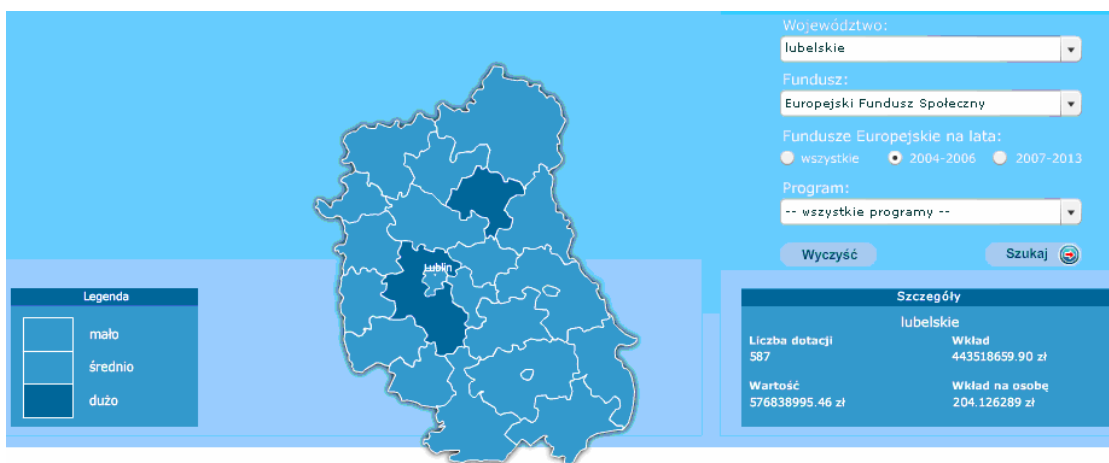 Województwo:
lubelskie
Fundusz:
Europejski Fundusz Społeczny
Fundusze Europejskie na lata:
wszystkie 2004-2006 2007-2013
Program:
-- wszystkie programy --
Wyczyść Szukaj
Lublin
Legenda
mało
średnio
dużo
Szczegóły
lubelskie
Liczba dotacji Wkład
587 443518659.90 zł
Wartość Wkład na osobę
576838995.46 zł 204.126289 zł